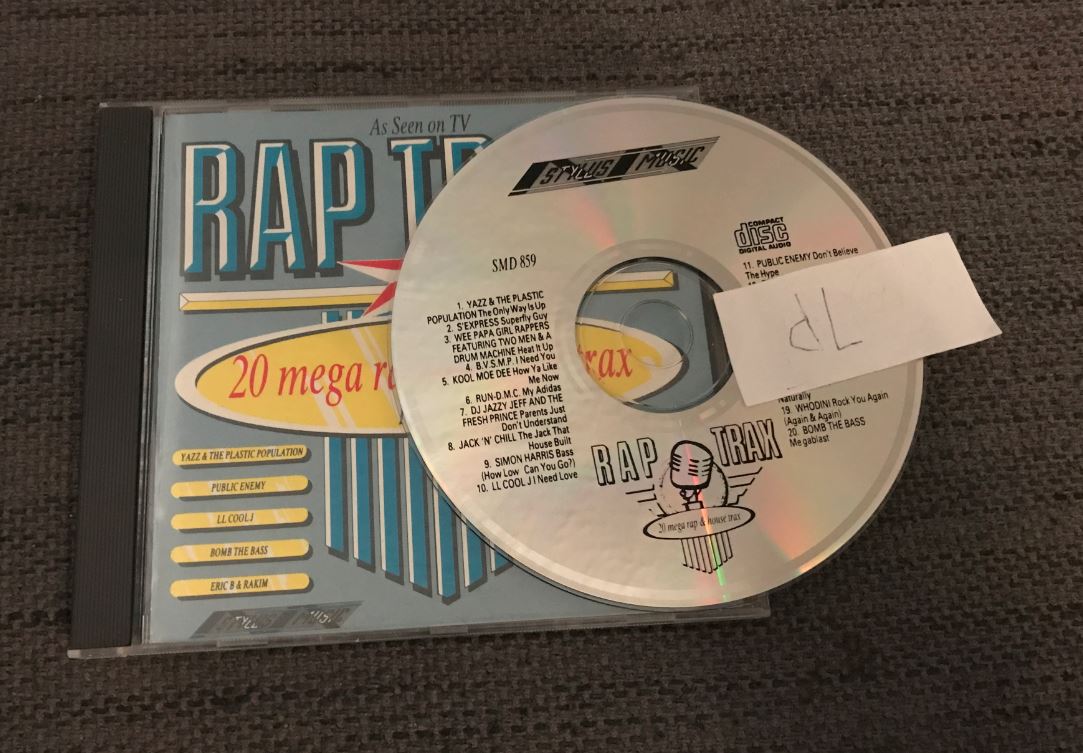 As Seen on TV
RAP TR
20 mega ra rax
YAZZ & THE PLASTIC POPULATION
PUBLIC ENEMY
LL COOL J
BOMB THE BASS
ERIC B & RAKIM
STYLUS MUSIC
STYLUS MUSIC
COMPACT
disc
DIGITAL AUDIO
SMD 859
1. YAZZ & THE PLASTIC
POPULATION The Only Way Is Up
2. S'EXPRESS Superfly Guy
3. WEE PAPA GIRL RAPPERS
FEATURING TWO MEN & A
DRUM MACHINE Heat It Up
4. B.V.S.M.P. I Need You
5. KOOL MOE DEE How Ya Like
Me Now
6. RUN-D.M.C. My Adidas
7. DJ JAZZY JEFF AND THE
FRESH PRINCE Parents Just
Don't Understand
8. JACK 'N' CHILL The Jack That
House Built
9. SIMON HARRIS Bass
(How Low Can You Go?)
10. LL COOL J I Need Love
11. PUBLIC ENEMY Don't Believe
The Hype
Naturally
19. WHODINI Rock You Again
(Again & Again)
20. BOMB THE BASS
Megablast
RAP TRAX
20 mega rap & house trax